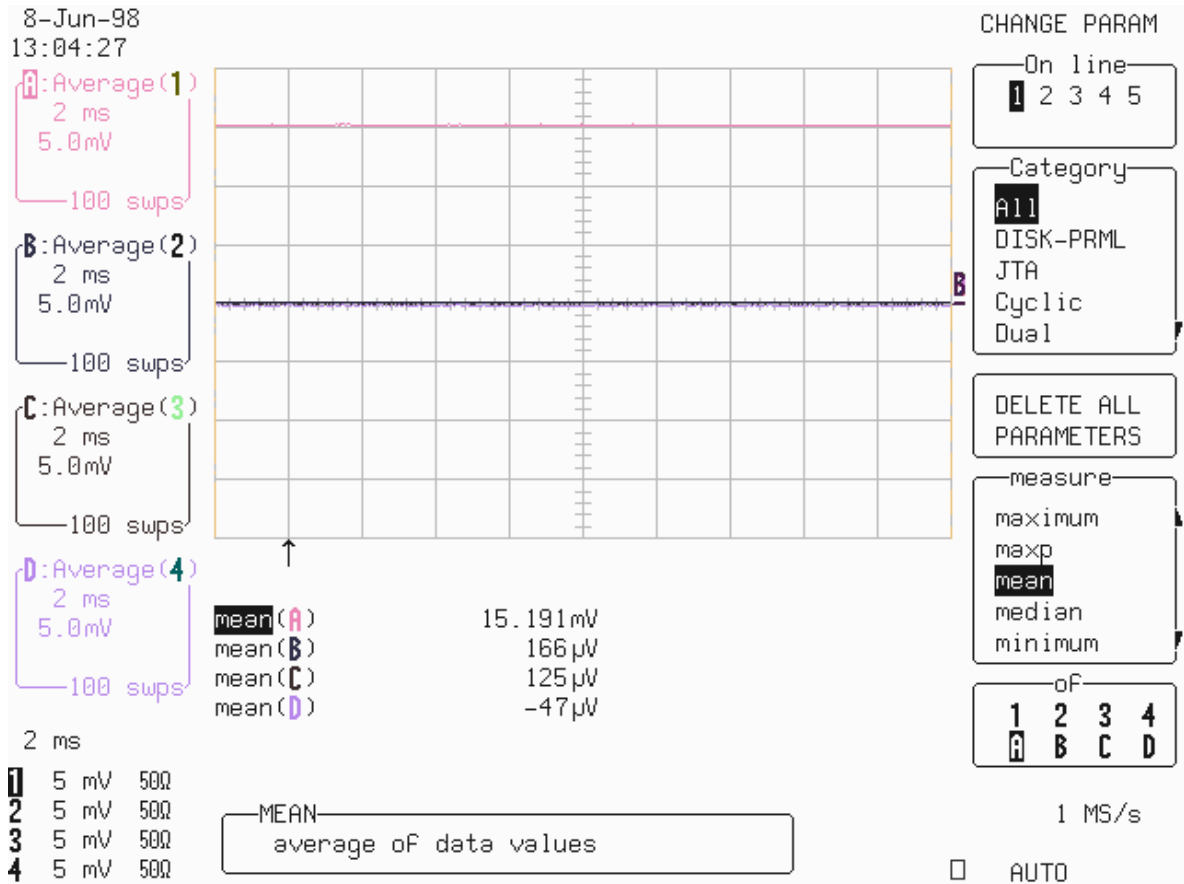 8-Jun-98
13:04:27
A:Average(1)
2 ms
5.0mV
100 swps
B:Average(2)
2 ms
5.0mV
100 swps
C:Average(3)
2 ms
5.0mV
100 swps
D:Average(4)
2 ms
5.0mV
100 swps
2 ms
1 5 mV 50Ω
2 5 mV 50Ω
3 5 mV 50Ω
4 5 mV 50Ω
B
mean(A) 15.191mV
mean(B) 166µV
mean(C) 125µV
mean(D) -47µV
MEAN
average of data values
CHANGE PARAM
On line
1 2 3 4 5
Category
All
DISK-PRML
JTA
Cyclic
Dual
DELETE ALL
PARAMETERS
measure
maximum
maxp
mean
median
minimum
of
1 2 3 4
A B C D
1 MS/s
AUTO